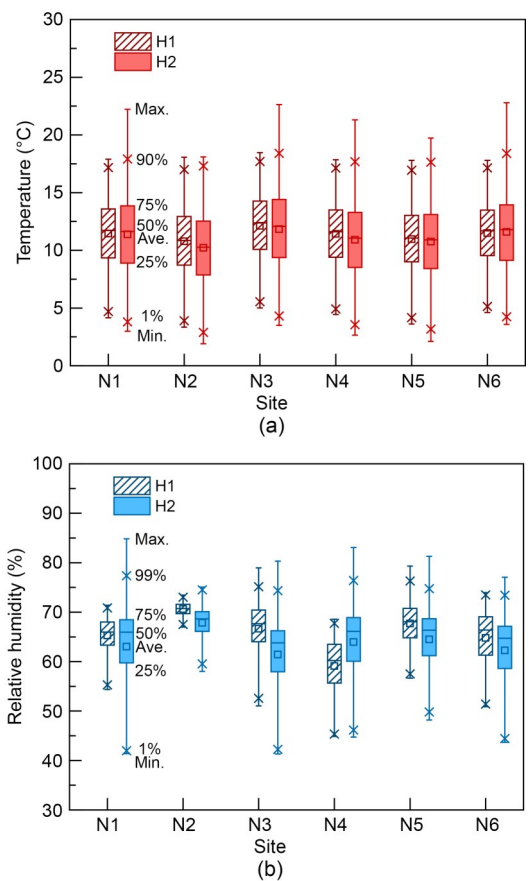 30
25
20
15
10
5
0
Temperature (°C)
H1
H2
Max.
90%
75%
50%
Ave.
25%
1%
Min.
N1 N2 N3 N4 N5 N6
Site
(a)
100
90
80
70
60
50
40
30
Relative humidity (%)
H1
H2
Max.
99%
75%
50%
Ave.
25%
1%
Min.
N1 N2 N3 N4 N5 N6
Site
(b)